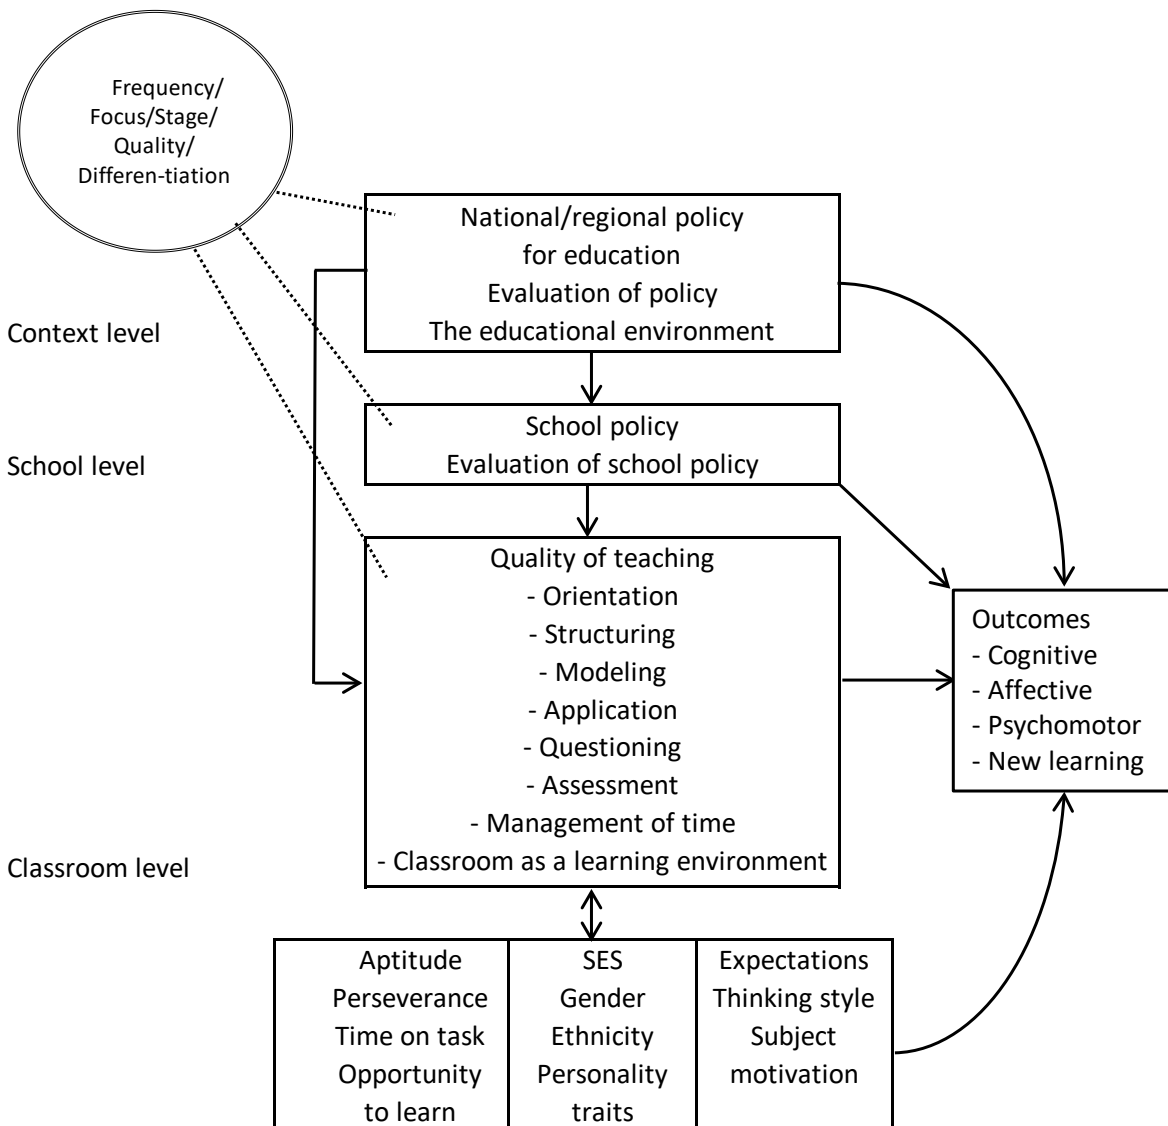 Frequency/
Focus/Stage/
Quality/
Differen-tiation
National/regional policy
for education
Evaluation of policy
The educational environment
Context level
School policy
Evaluation of school policy
School level
Quality of teaching
- Orientation
- Structuring
- Modeling
- Application
- Questioning
- Assessment
- Management of time
- Classroom as a learning environment
Classroom level
Outcomes
- Cognitive
- Affective
- Psychomotor
- New learning
Aptitude
Perseverance
Time on task
Opportunity
to learn
SES
Gender
Ethnicity
Personality
traits
Expectations
Thinking style
Subject
motivation